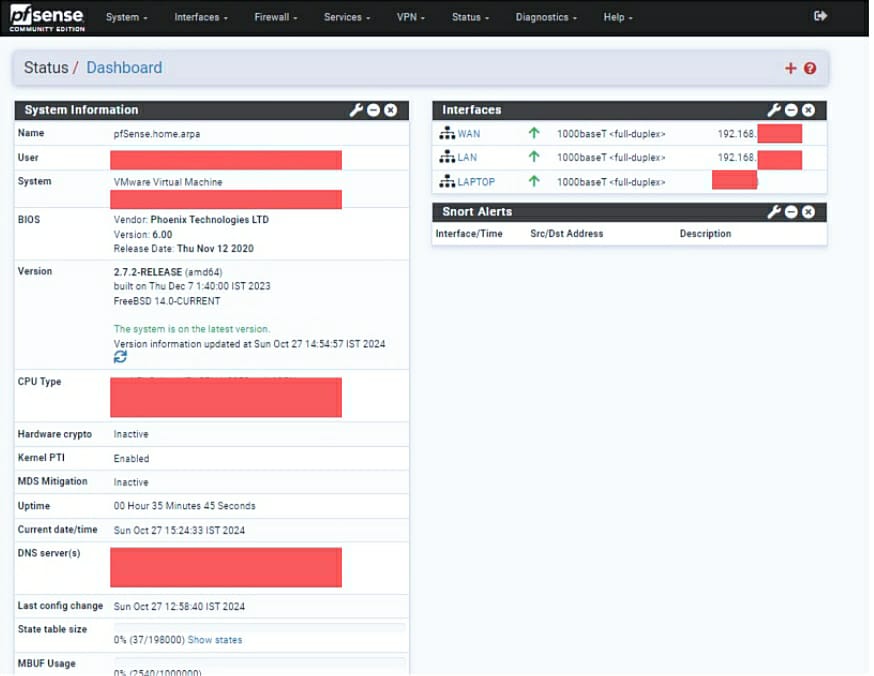 pfsense
COMMUNITY EDITION
System Interfaces Firewall Services VPN Status Diagnostics Help
Status / Dashboard
System Information
Name pfSense.home.arpa
User
System VMware Virtual Machine
BIOS Vendor: Phoenix Technologies LTD
Version: 6.00
Release Date: Thu Nov 12 2020
Version 2.7.2-RELEASE (amd64)
built on Thu Dec 7 1:40:00 IST 2023
FreeBSD 14.0-CURRENT
The system is on the latest version.
Version information updated at Sun Oct 27 14:54:57 IST 2024
CPU Type
Hardware crypto Inactive
Kernel PTI Enabled
MDS Mitigation Inactive
Uptime 00 Hour 35 Minutes 45 Seconds
Current date/time Sun Oct 27 15:24:33 IST 2024
DNS server(s)
Last config change Sun Oct 27 12:58:40 IST 2024
State table size
0% (37/198000) Show states
MBUF Usage
0% (2540/1000000)
Interfaces
WAN 1000baseT <full-duplex> 192.168.
LAN 1000baseT <full-duplex> 192.168.
LAPTOP 1000baseT <full-duplex>
Snort Alerts
Interface/Time Src/Dst Address Description